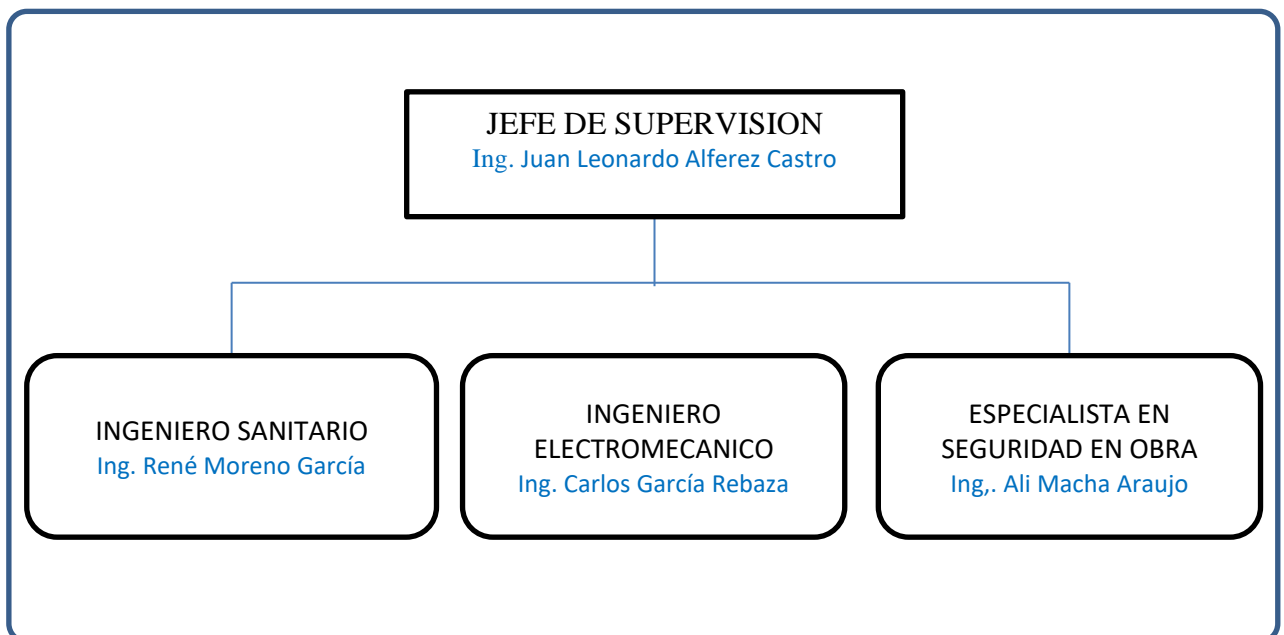 JEFE DE SUPERVISION
Ing. Juan Leonardo Alferez Castro
INGENIERO SANITARIO
Ing. René Moreno García
INGENIERO
ELECTROMECANICO
Ing. Carlos García Rebaza
ESPECIALISTA EN
SEGURIDAD EN OBRA
Ing,. Ali Macha Araujo